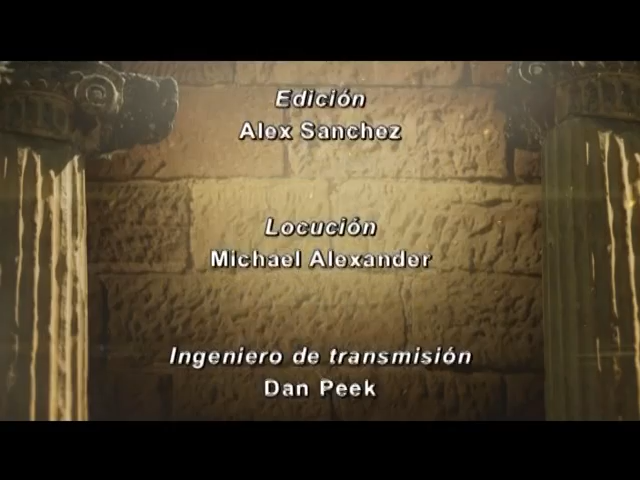 Edición
Alex Sanchez
Locución
Michael Alexander
Ingeniero de transmisión
Dan Peek